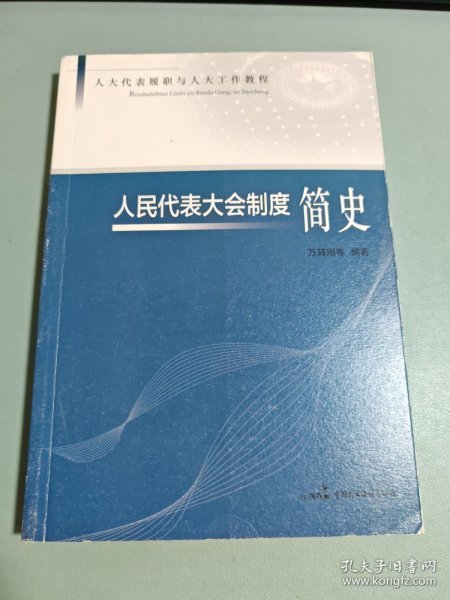 人大代表履职与人大工作教程
Rendadaibiao Lüzhi yu Renda Gongzuo Jiaocheng
人民代表大会制度 简史
万其刚等 编著
孔夫子旧书网
www.kongfz.com